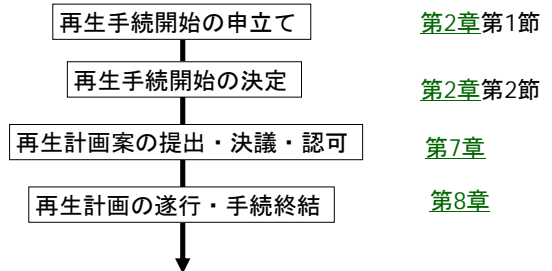 再生手続開始の申立て 第2章第1節
再生手続開始の決定 第2章第2節
再生計画案の提出・決議・認可 第7章
再生計画の遂行・手続終結 第8章